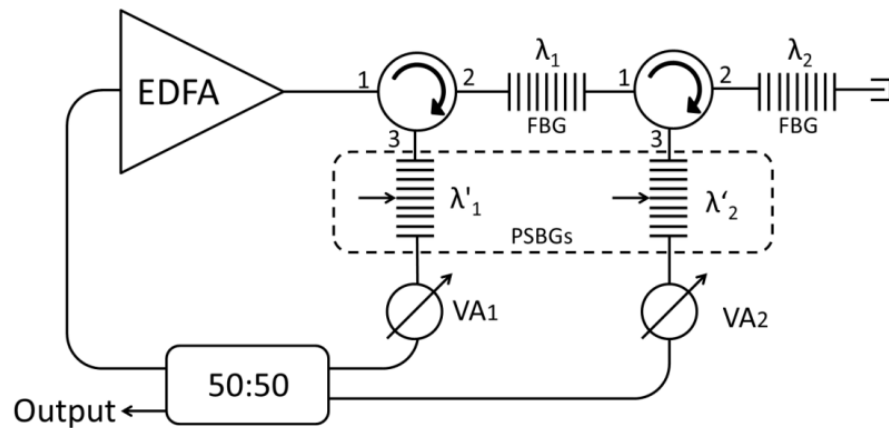 λ₁
λ₂
1
2
1
2
EDFA
FBG
FBG
3
3
λ'₁
λ‘₂
PSBGs
VA1
VA2
50:50
Output